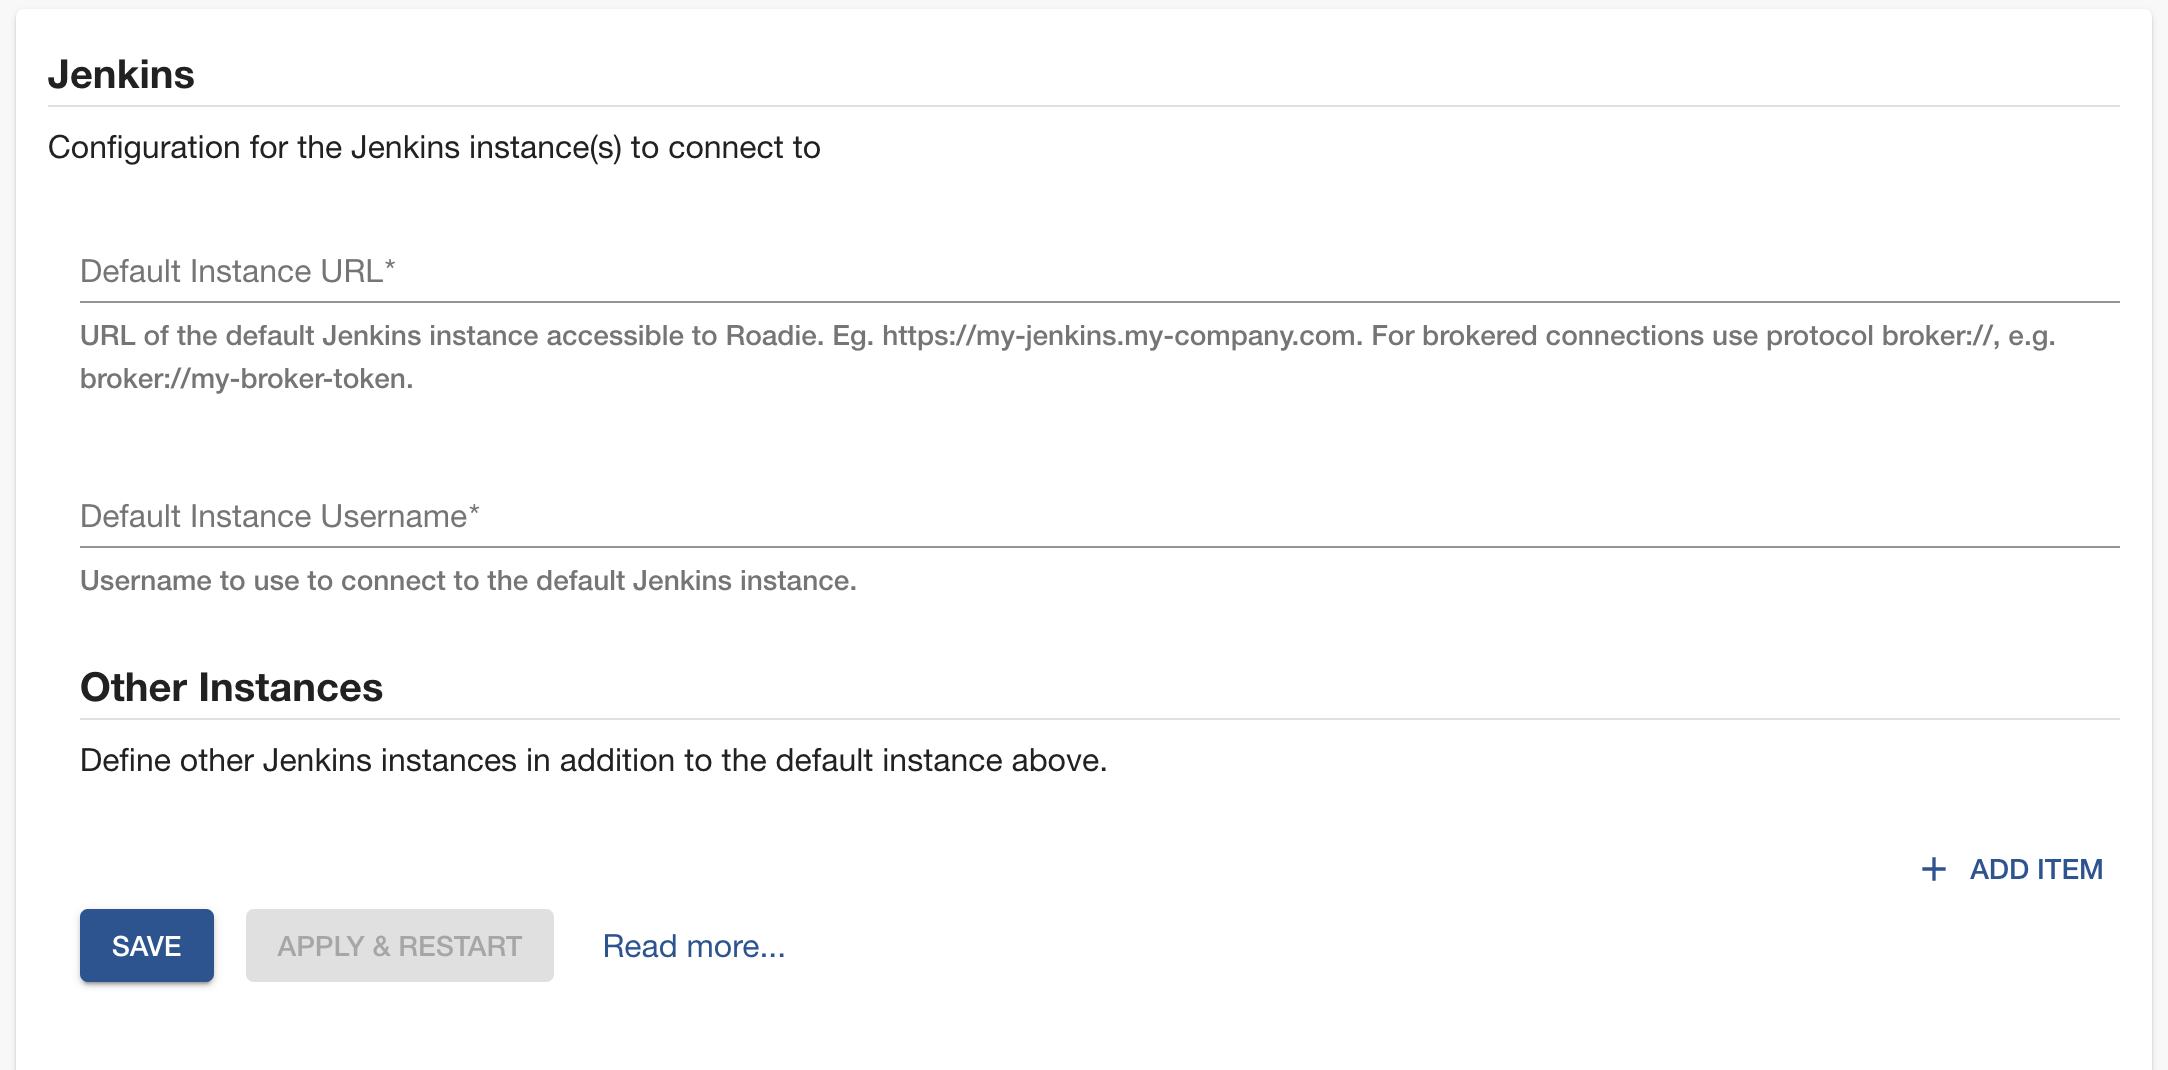 Jenkins
Configuration for the Jenkins instance(s) to connect to
Default Instance URL*
URL of the default Jenkins instance accessible to Roadie. Eg. https://my-jenkins.my-company.com. For brokered connections use protocol broker://, e.g.
broker://my-broker-token.
Default Instance Username*
Username to use to connect to the default Jenkins instance.
Other Instances
Define other Jenkins instances in addition to the default instance above.
+ ADD ITEM
SAVE APPLY & RESTART Read more...